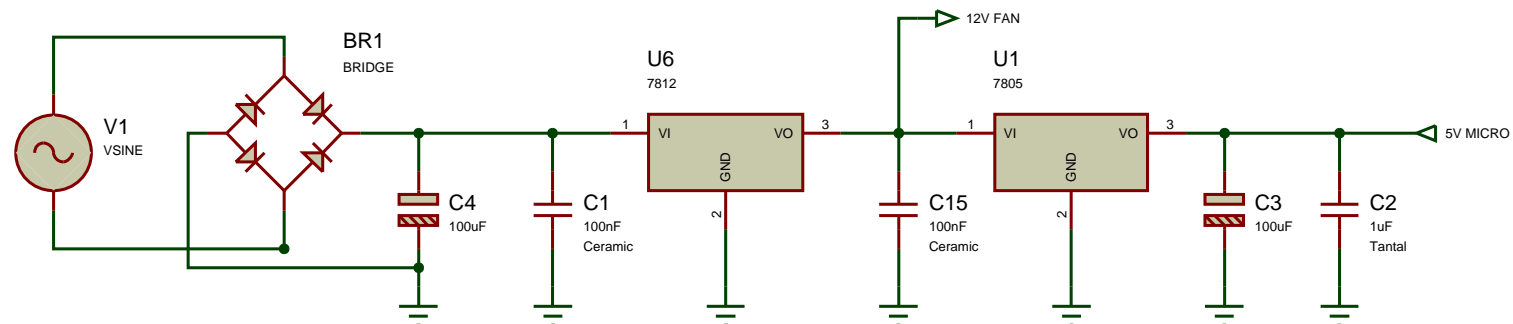 12V FAN
BR1
BRIDGE
U6
7812
U1
7805
V1
VSINE
1
VI
VO
3
GND
2
1
VI
VO
3
GND
2
5V MICRO
C4
100uF
C1
100nF
Ceramic
C15
100nF
Ceramic
C3
100uF
C2
1uF
Tantal